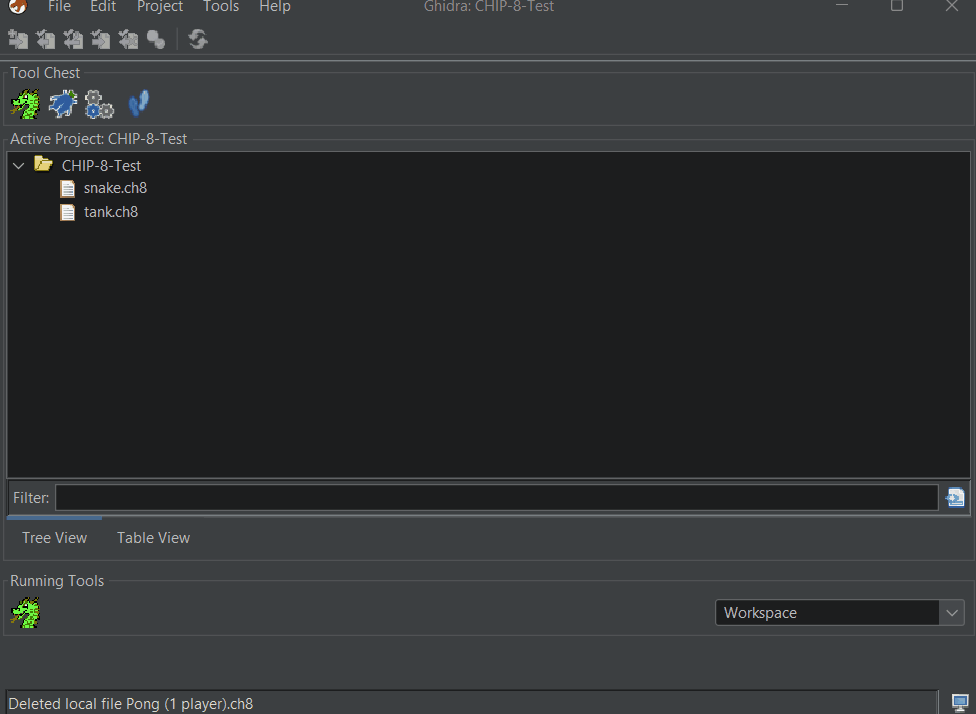 File Edit Project Tools Help Ghidra: CHIP-8-Test
Tool Chest
Active Project: CHIP-8-Test
CHIP-8-Test
snake.ch8
tank.ch8
Filter:
Tree View Table View
Running Tools
Workspace
Deleted local file Pong (1 player).ch8